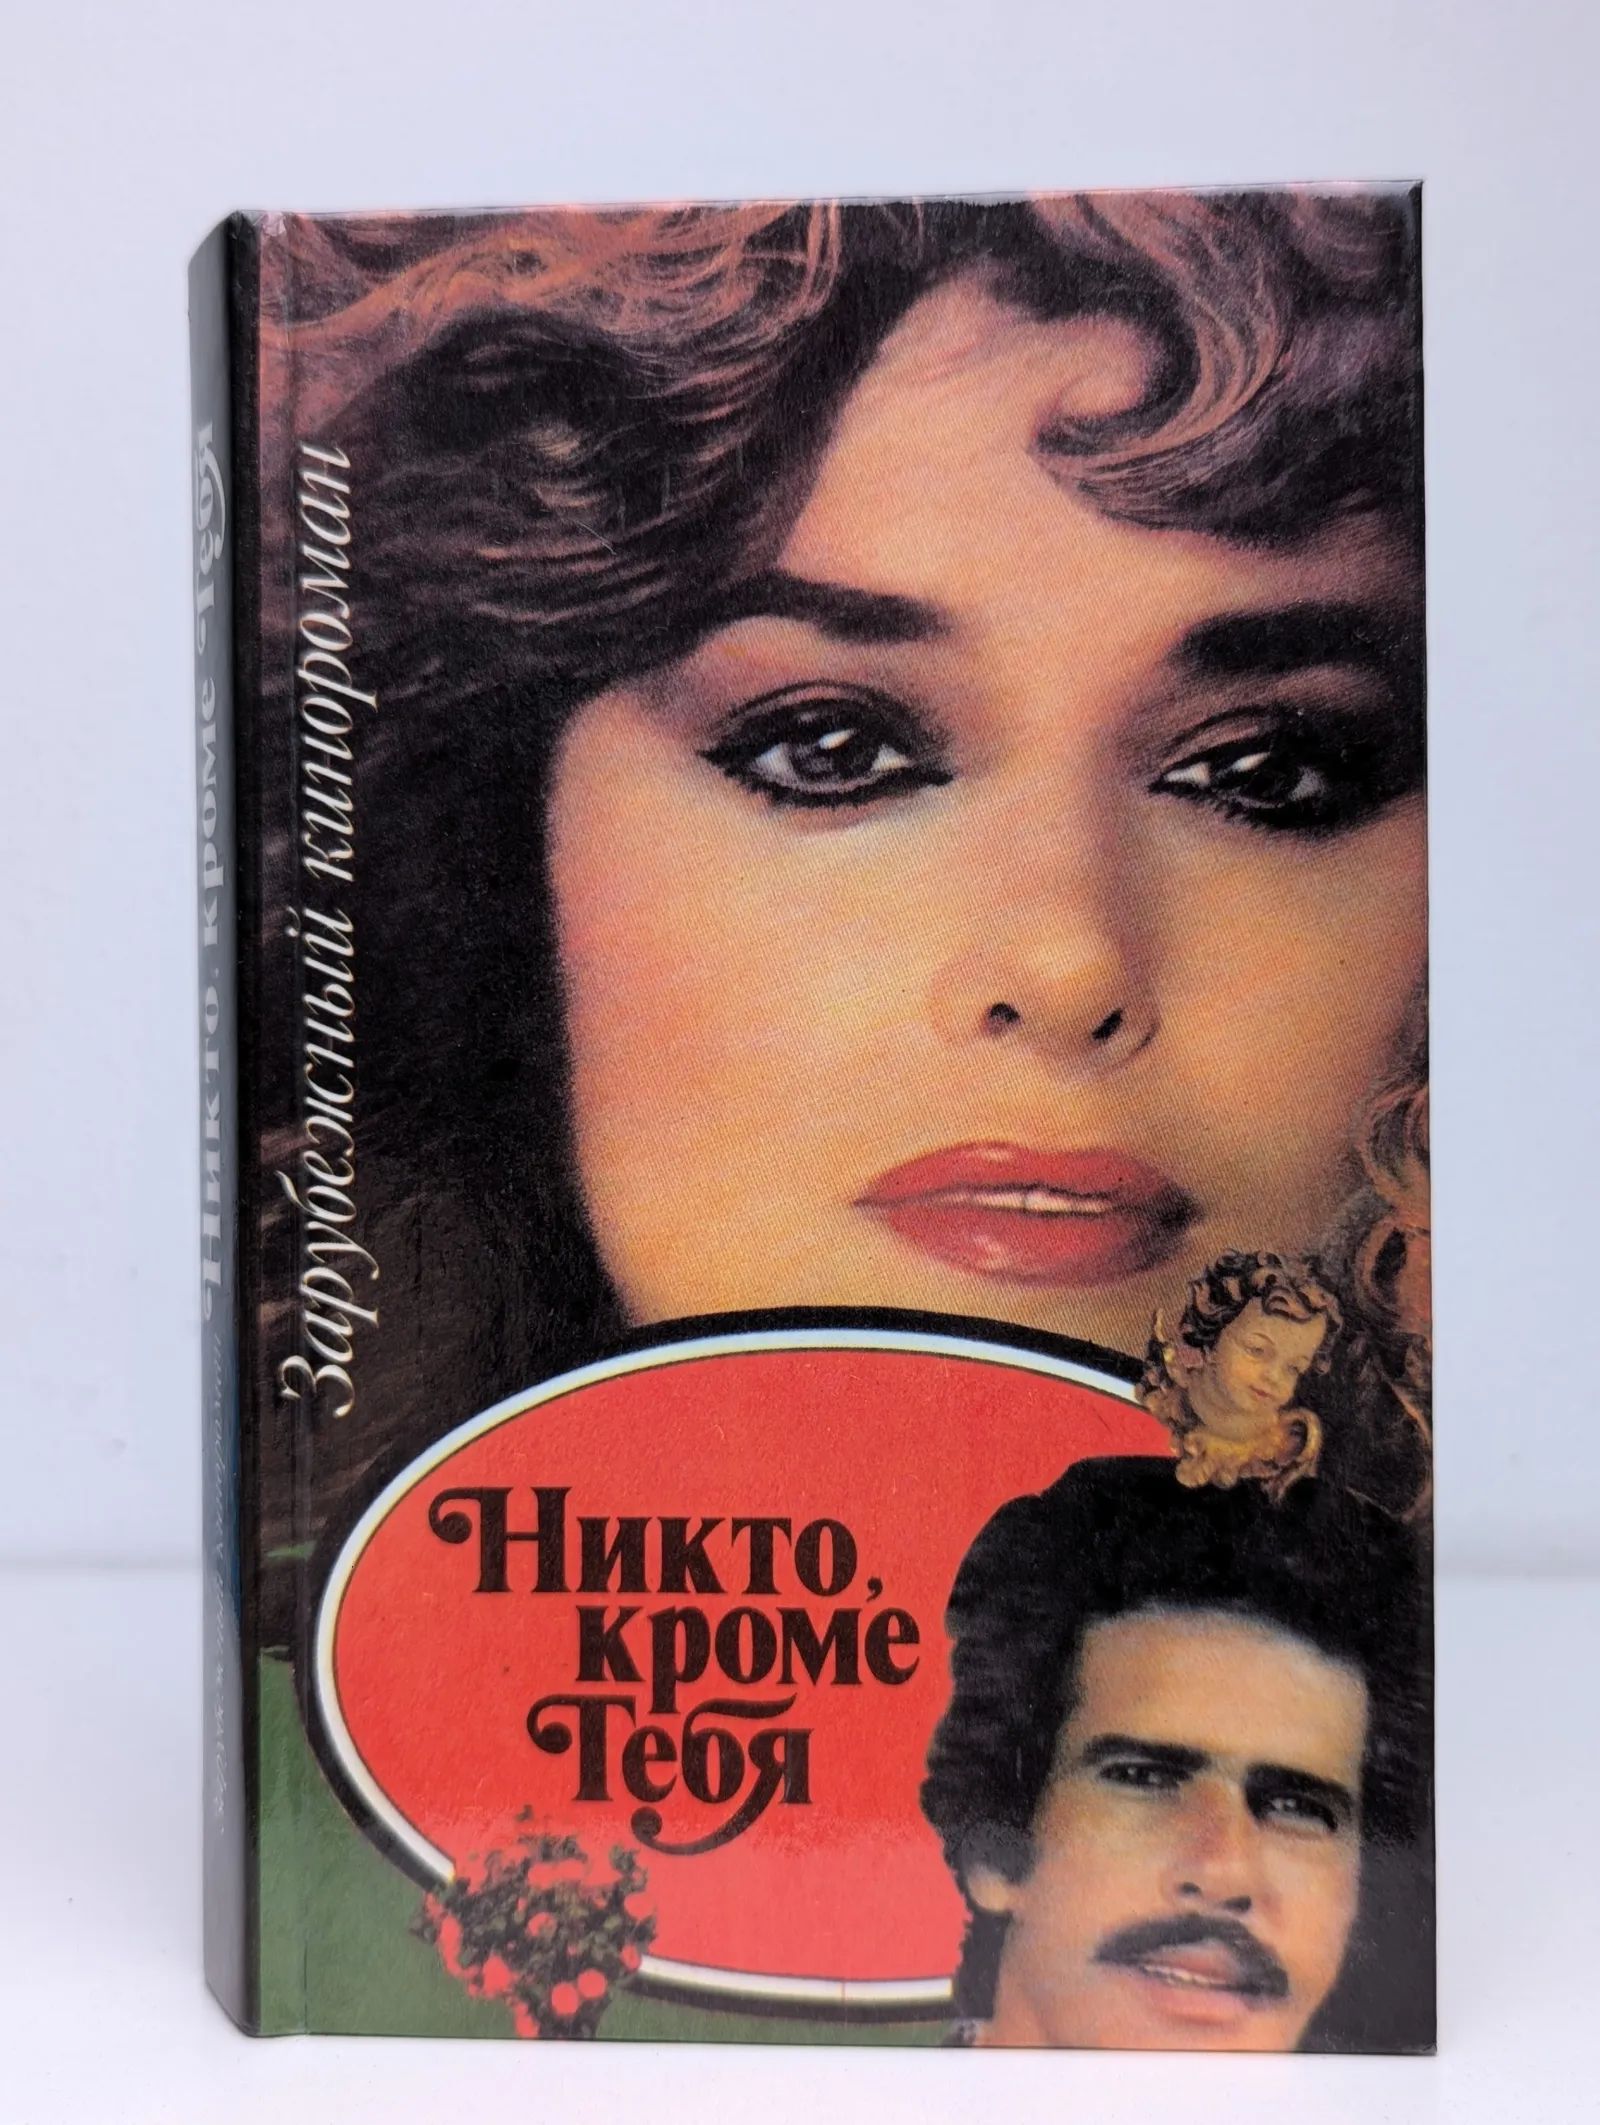 Зарубежный кинороман
Никто,
кроме
Тебя
Никто, кроме Тебя